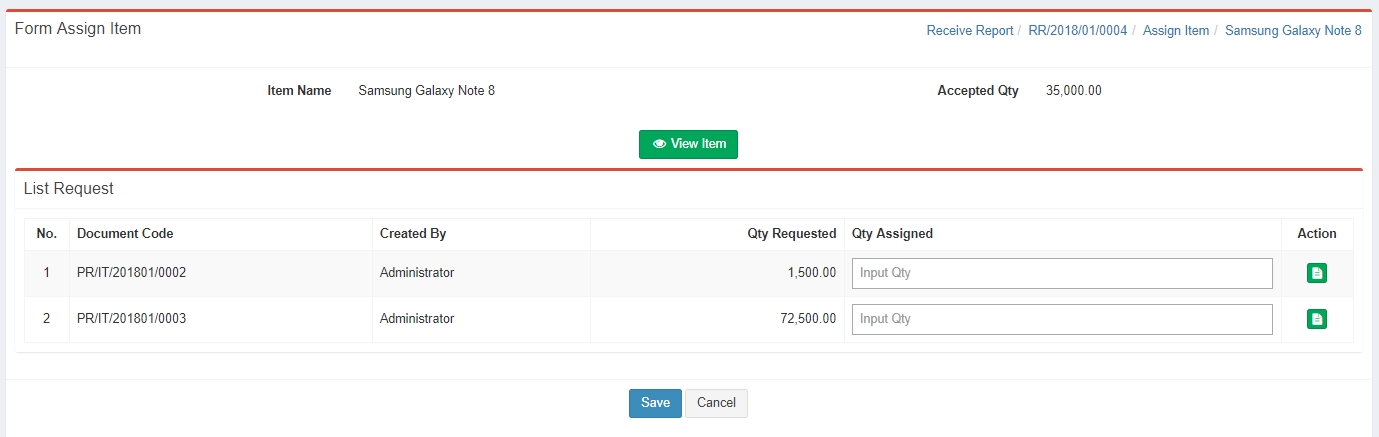 Form Assign Item
Receive Report / RR/2018/01/0004 / Assign Item / Samsung Galaxy Note 8
Item Name Samsung Galaxy Note 8 Accepted Qty 35,000.00
View Item
List Request
No. Document Code Created By Qty Requested Qty Assigned Action
1 PR/IT/201801/0002 Administrator 1,500.00 Input Qty
2 PR/IT/201801/0003 Administrator 72,500.00 Input Qty
Save Cancel